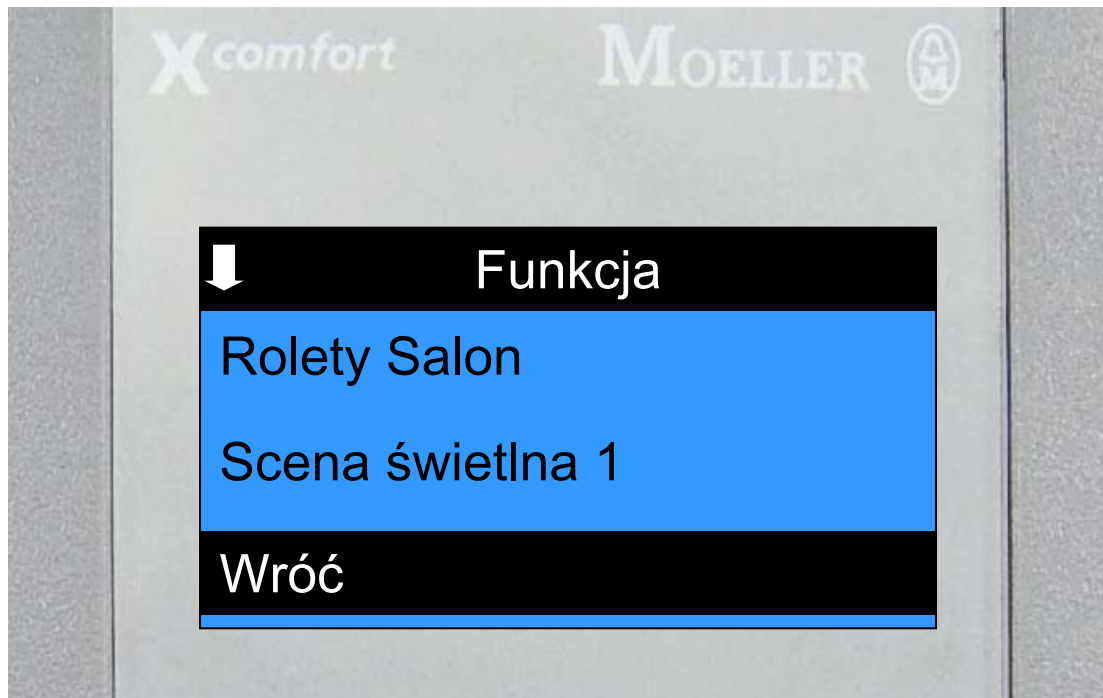 Xcomfort MOELLER
Funkcja
Rolety Salon
Scena świetlna 1
Wróć